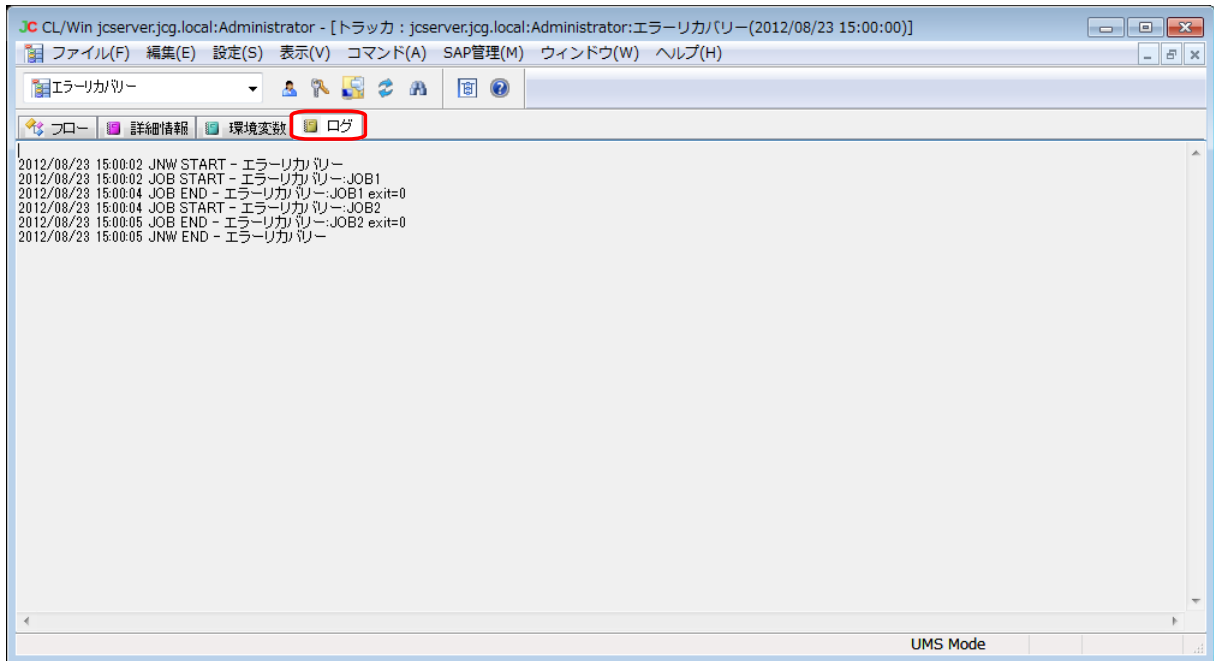 JC CL/Win jcserver.jcg.local:Administrator - [トラッカ : jcserver.jcg.local:Administrator:エラーリカバリー(2012/08/23 15:00:00)]
ファイル(F) 編集(E) 設定(S) 表示(V) コマンド(A) SAP管理(M) ウィンドウ(W) ヘルプ(H)
エラーリカバリー
フロー 詳細情報 環境変数 ログ
2012/08/23 15:00:02 JNW START - エラーリカバリー
2012/08/23 15:00:02 JOB START - エラーリカバリー:JOB1
2012/08/23 15:00:04 JOB END - エラーリカバリー:JOB1 exit=0
2012/08/23 15:00:04 JOB START - エラーリカバリー:JOB2
2012/08/23 15:00:05 JOB END - エラーリカバリー:JOB2 exit=0
2012/08/23 15:00:05 JNW END - エラーリカバリー
UMS Mode